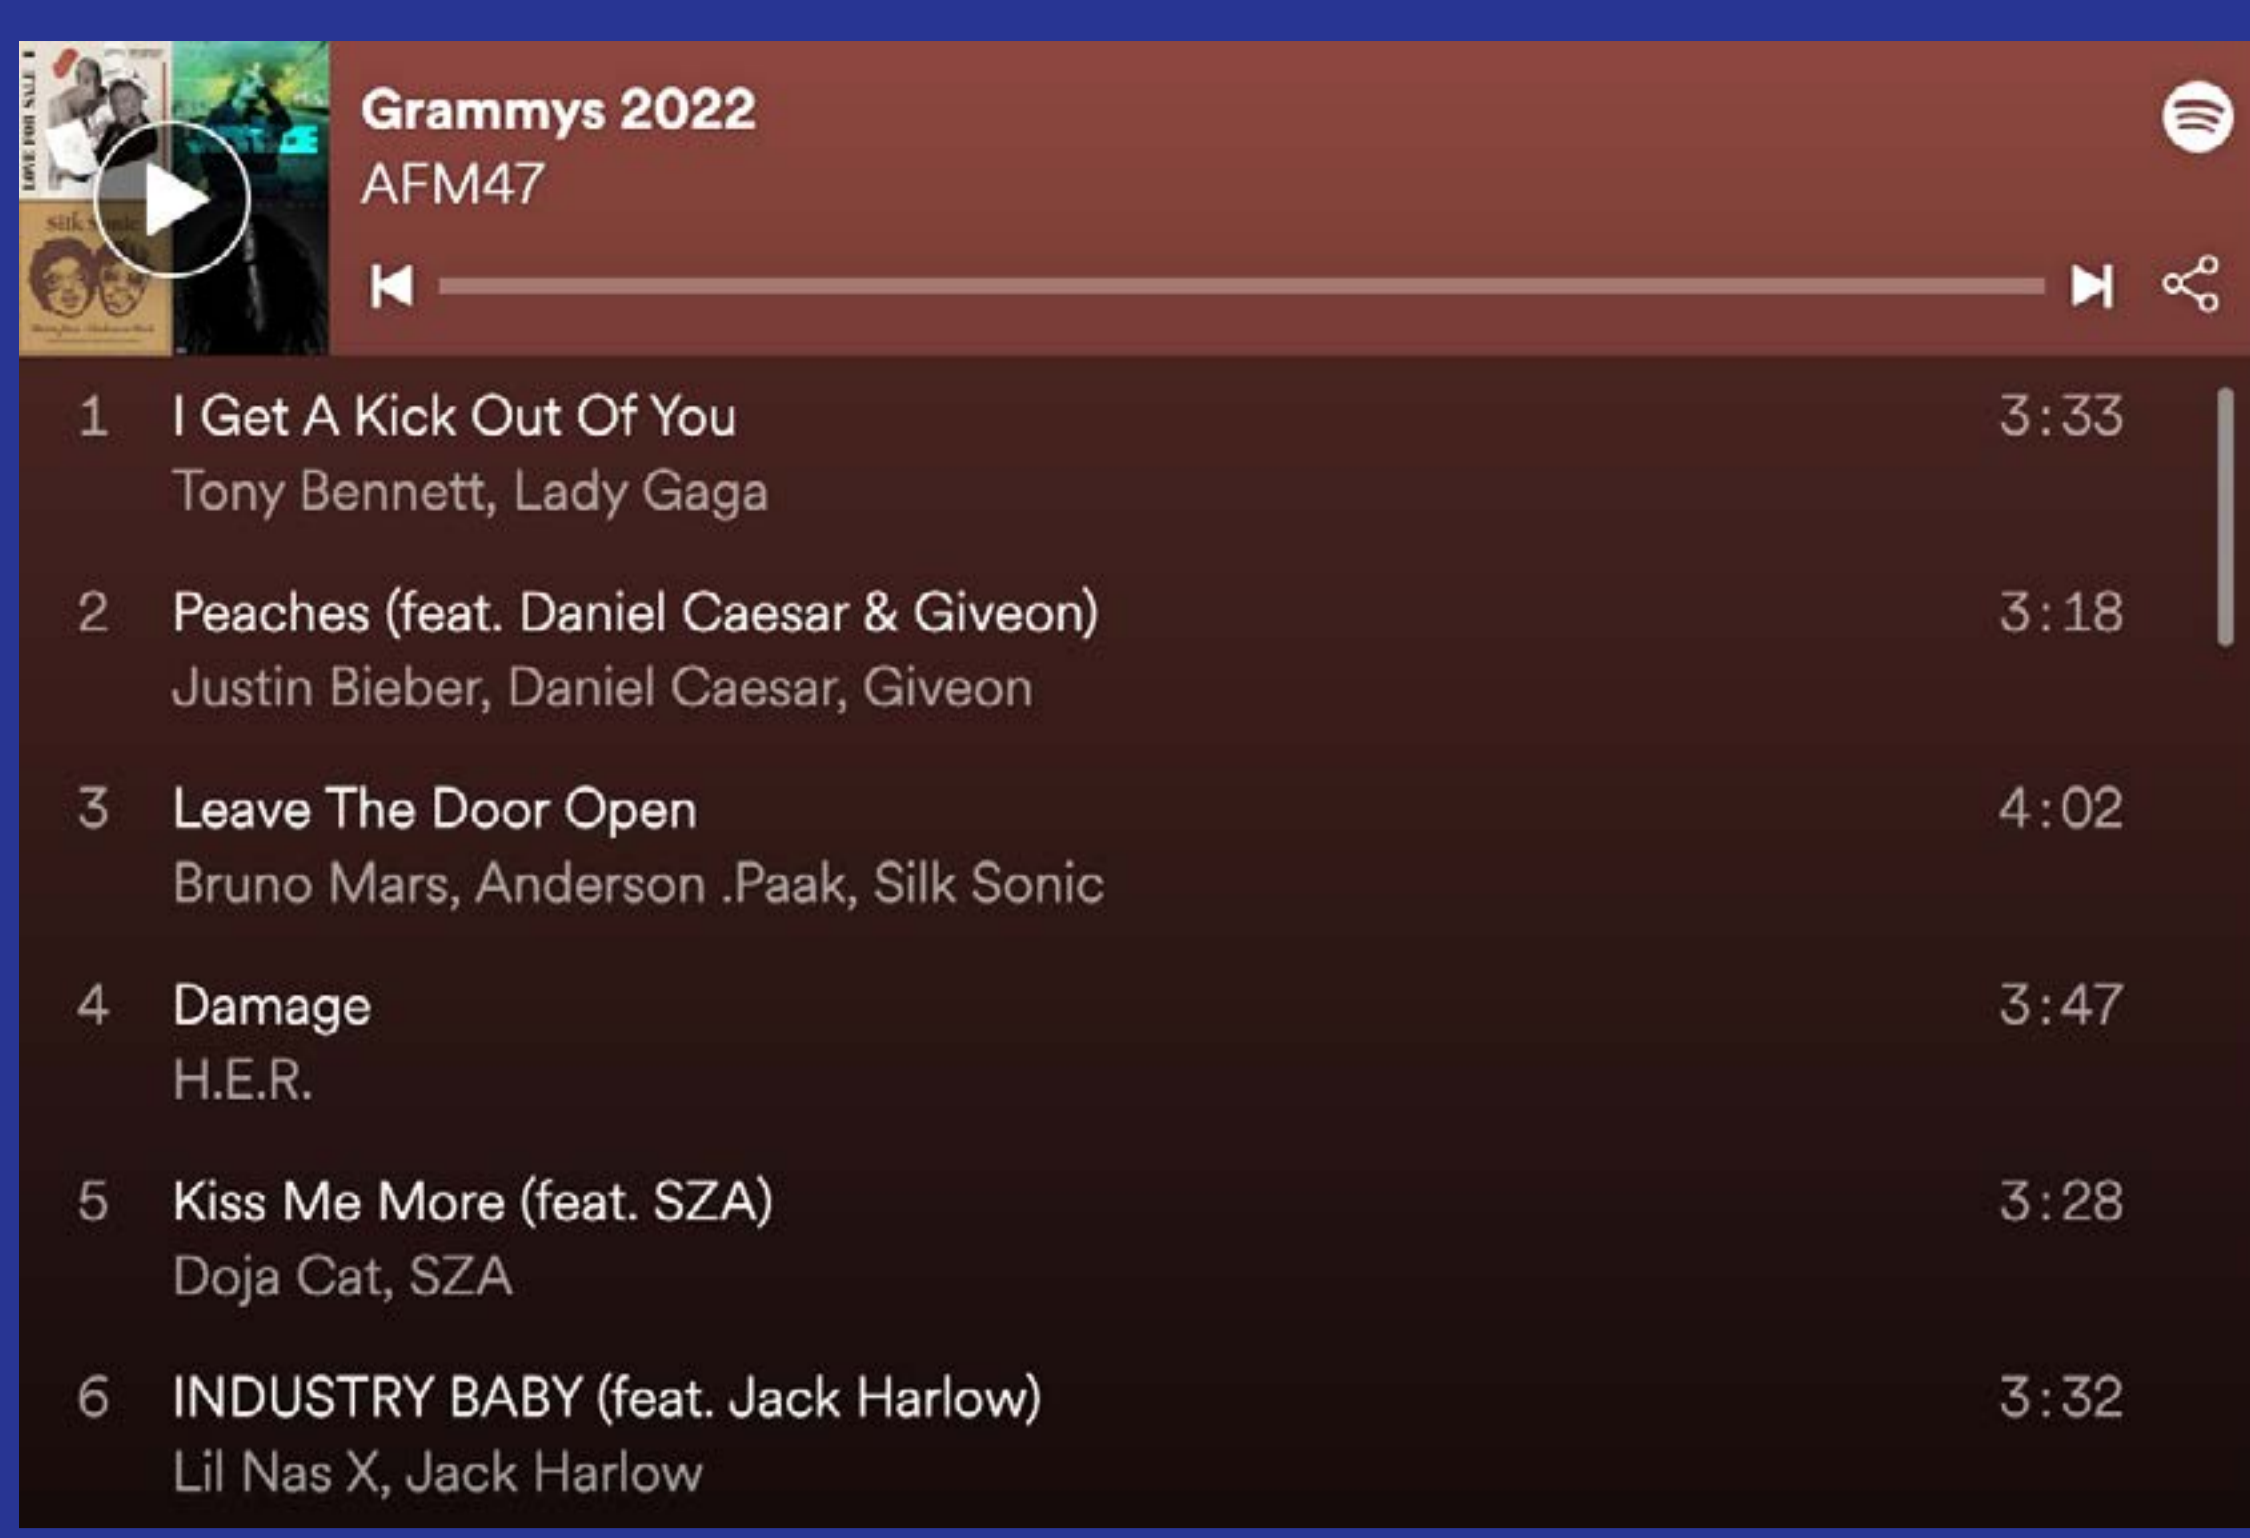 LOVE FOR SALE
Grammys 2022
AFM47
1 I Get A Kick Out Of You 3:33
Tony Bennett, Lady Gaga
2 Peaches (feat. Daniel Caesar & Giveon) 3:18
Justin Bieber, Daniel Caesar, Giveon
3 Leave The Door Open 4:02
Bruno Mars, Anderson .Paak, Silk Sonic
4 Damage 3:47
H.E.R.
5 Kiss Me More (feat. SZA) 3:28
Doja Cat, SZA
6 INDUSTRY BABY (feat. Jack Harlow) 3:32
Lil Nas X, Jack Harlow